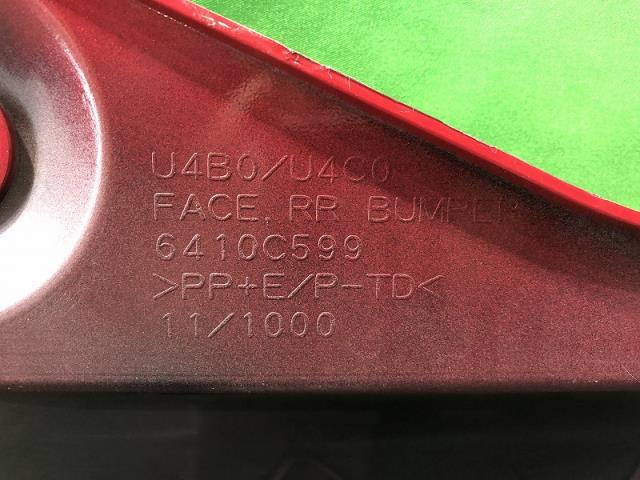 U4B0/U4C0
FACE, RR BUMPER
6410C599
>PP+E/P-TD<
11/1000